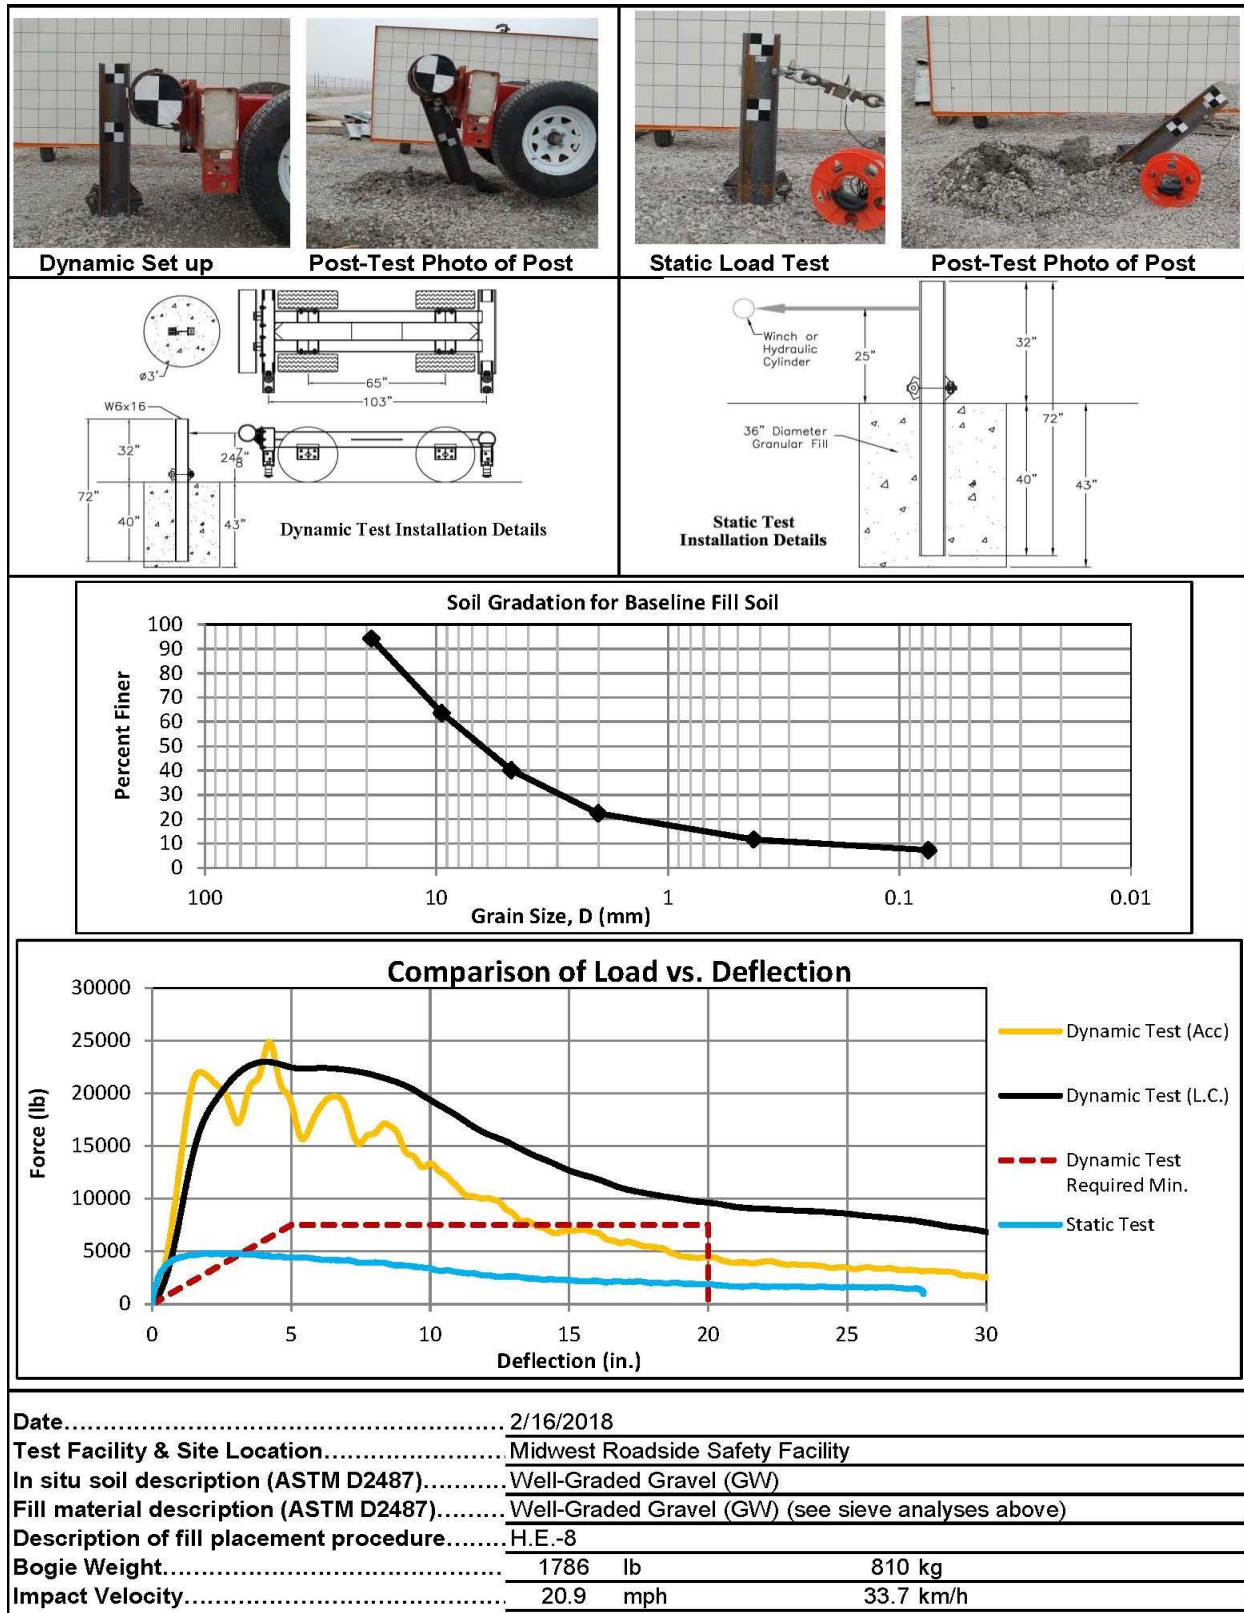 Dynamic Set up
Post-Test Photo of Post
Static Load Test
Post-Test Photo of Post
ø3'
65"
103"
W6x16
32"
24 7/8"
72"
40"
43"
Dynamic Test Installation Details
Winch or
Hydraulic
Cylinder
25"
32"
72"
36" Diameter
Granular Fill
40"
43"
Static Test
Installation Details
Soil Gradation for Baseline Fill Soil
Percent Finer
100
90
80
70
60
50
40
30
20
10
0
100 10 1 0.1 0.01
Grain Size, D (mm)
Comparison of Load vs. Deflection
Force (lb)
30000
25000
20000
15000
10000
5000
0
0 5 10 15 20 25 30
Deflection (in.)
Dynamic Test (Acc)
Dynamic Test (L.C.)
Dynamic Test
Required Min.
Static Test
Date.......................................................... 2/16/2018
Test Facility & Site Location........................ Midwest Roadside Safety Facility
In situ soil description (ASTM D2487).......... Well-Graded Gravel (GW)
Fill material description (ASTM D2487)........ Well-Graded Gravel (GW) (see sieve analyses above)
Description of fill placement procedure........ H.E.-8
Bogie Weight.............................................. 1786 lb 810 kg
Impact Velocity........................................... 20.9 mph 33.7 km/h